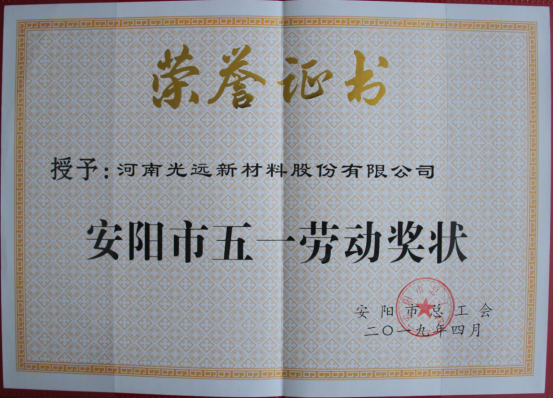 荣誉证书
授予：河南光远新材料股份有限公司
安阳市五一劳动奖状
安阳市总工会
二〇一九年四月